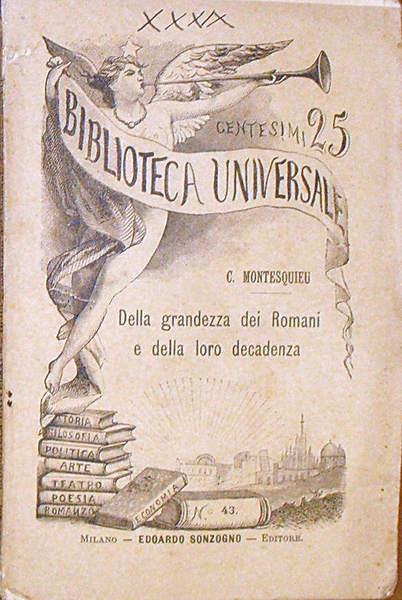 XXXIX
CENTESIMI 25
BIBLIOTECA UNIVERSALE
C. MONTESQUIEU
Della grandezza dei Romani
e della loro decadenza
STORIA
FILOSOFIA
POLITICA
ARTE
TEATRO
POESIA
ROMANZO
ECONOMIA
N. 43.
MILANO — EDOARDO SONZOGNO — EDITORE.